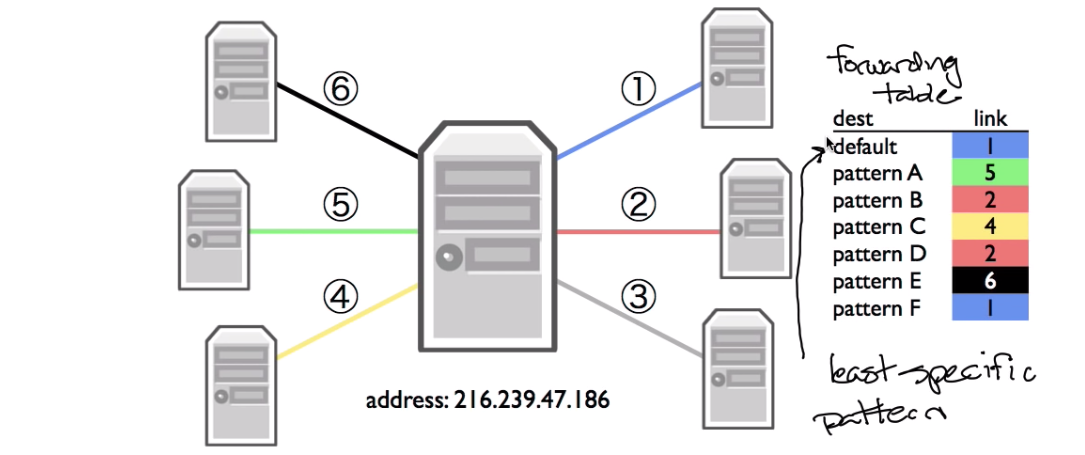 ⑥
①
⑤
②
④
③
address: 216.239.47.186
forwarding
table
dest link
default 1
pattern A 5
pattern B 2
pattern C 4
pattern D 2
pattern E 6
pattern F 1
least-specific
pattern